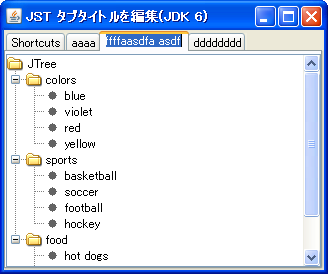 JST タブタイトルを編集(JDK 6)
Shortcuts aaaa ffffaasdfa asdf dddddddd
JTree
colors
blue
violet
red
yellow
sports
basketball
soccer
football
hockey
food
hot dogs